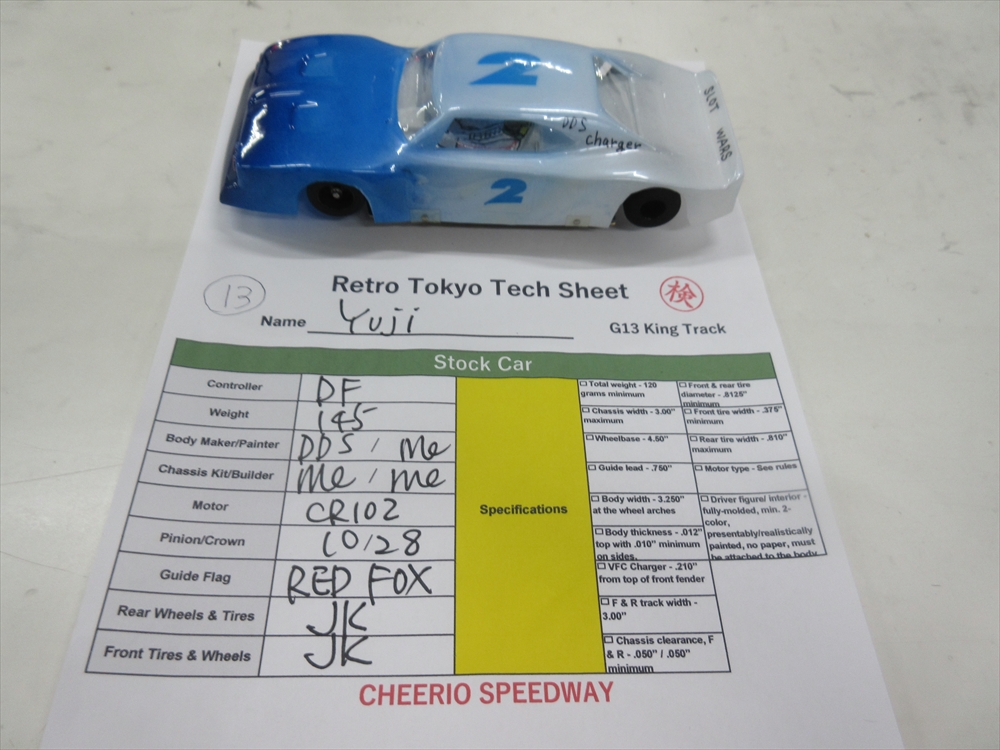 2
SLOT WARS
DDS
charger
2
Retro Tokyo Tech Sheet
検
13
Name Yuji
G13 King Track
Stock Car
Controller DF
Weight 145
Body Maker/Painter DDS / Me
Chassis Kit/Builder Me / me
Motor CR102
Pinion/Crown 10/28
Guide Flag RED FOX
Rear Wheels & Tires JK
Front Tires & Wheels JK
Specifications
☐ Total weight - 120
grams minimum
☐ Front & rear tire
diameter - .8125"
minimum
☐ Chassis width - 3.00"
maximum
☐ Front tire width - .375"
minimum
☐ Wheelbase - 4.50"
☐ Rear tire width - .810"
maximum
☐ Guide lead - .750"
☐ Motor type - See rules
☐ Body width - 3.250"
at the wheel arches
☐ Driver figure/ interior -
fully-molded, min. 2-
color,
presentably/realistically
painted, no paper, must
be attached to the body
☐ Body thickness - .012"
top with .010" minimum
on sides.
☐ VFC Charger - .210"
from top of front fender
☐ F & R track width -
3.00"
☐ Chassis clearance, F
& R - .050" / .050"
minimum
CHEERIO SPEEDWAY